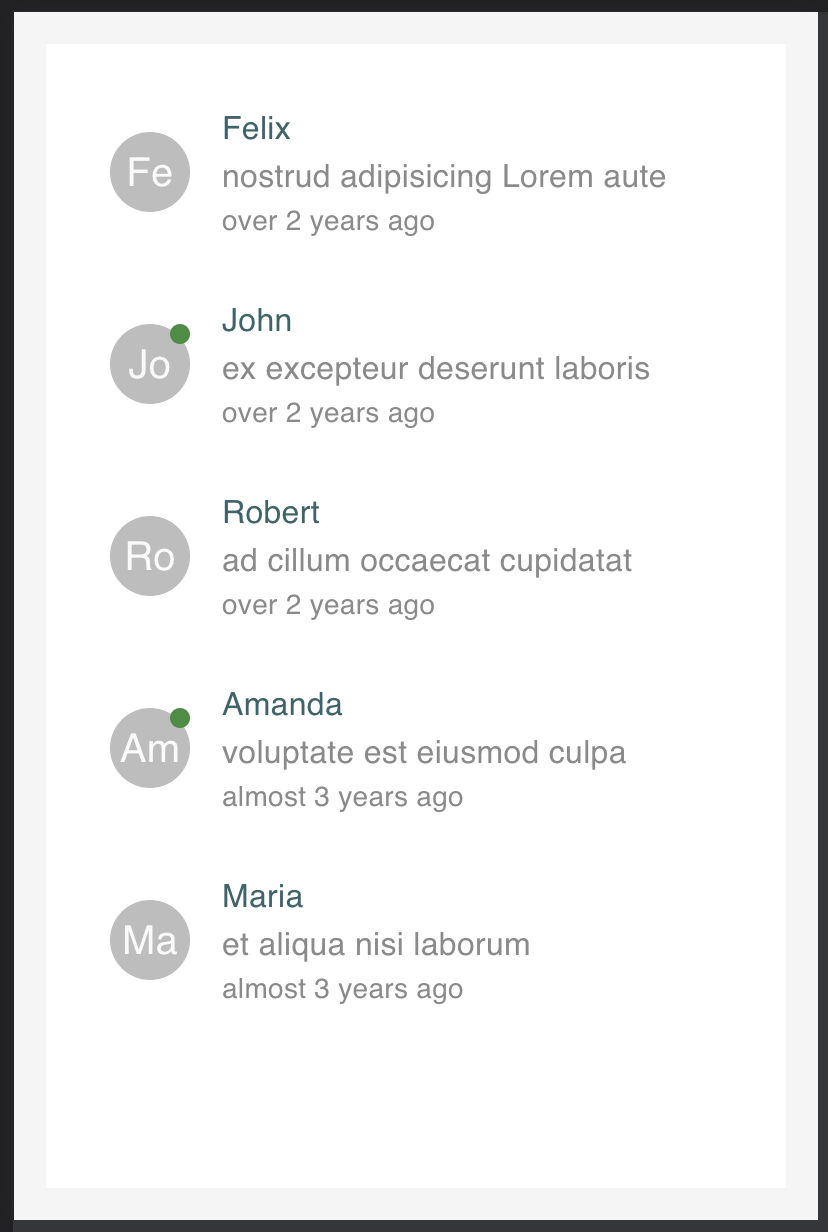 Felix
Fe
nostrud adipisicing Lorem aute
over 2 years ago
John
Jo
ex excepteur deserunt laboris
over 2 years ago
Robert
Ro
ad cillum occaecat cupidatat
over 2 years ago
Amanda
Am
voluptate est eiusmod culpa
almost 3 years ago
Maria
Ma
et aliqua nisi laborum
almost 3 years ago